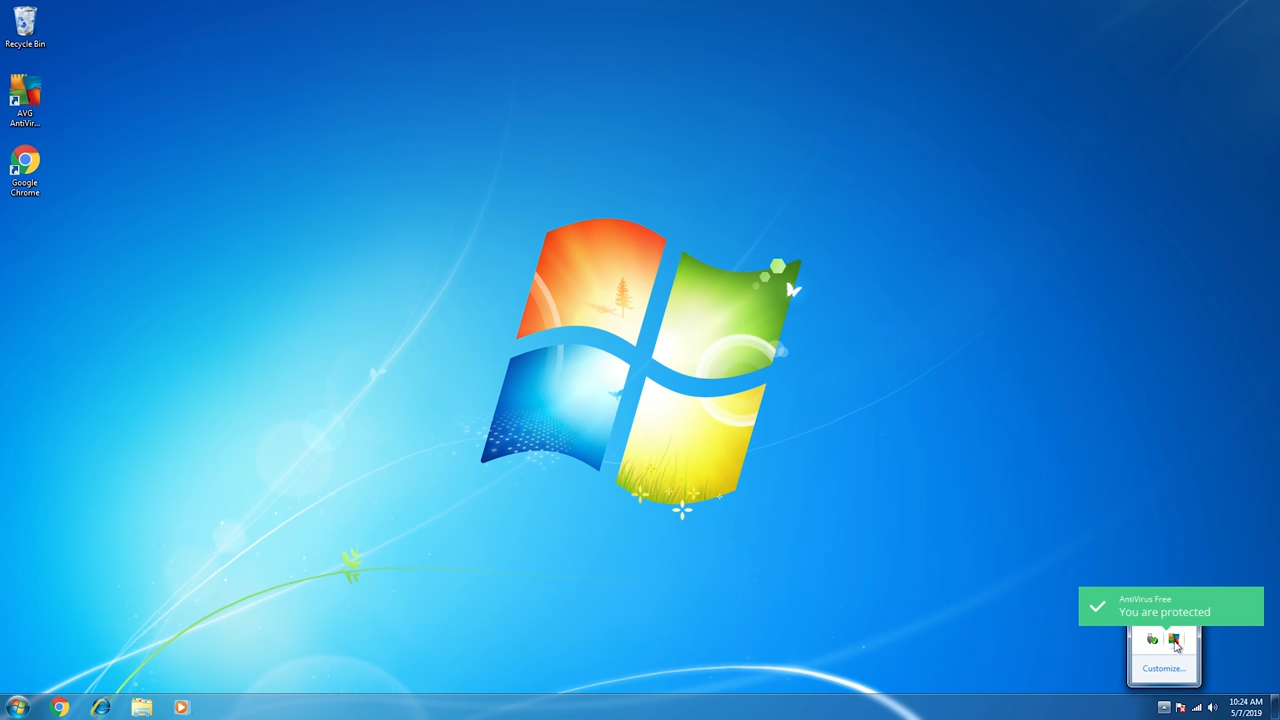 Recycle Bin
AVG
AntiVir...
Google
Chrome
AntiVirus Free
You are protected
Customize...
10:24 AM
5/7/2019